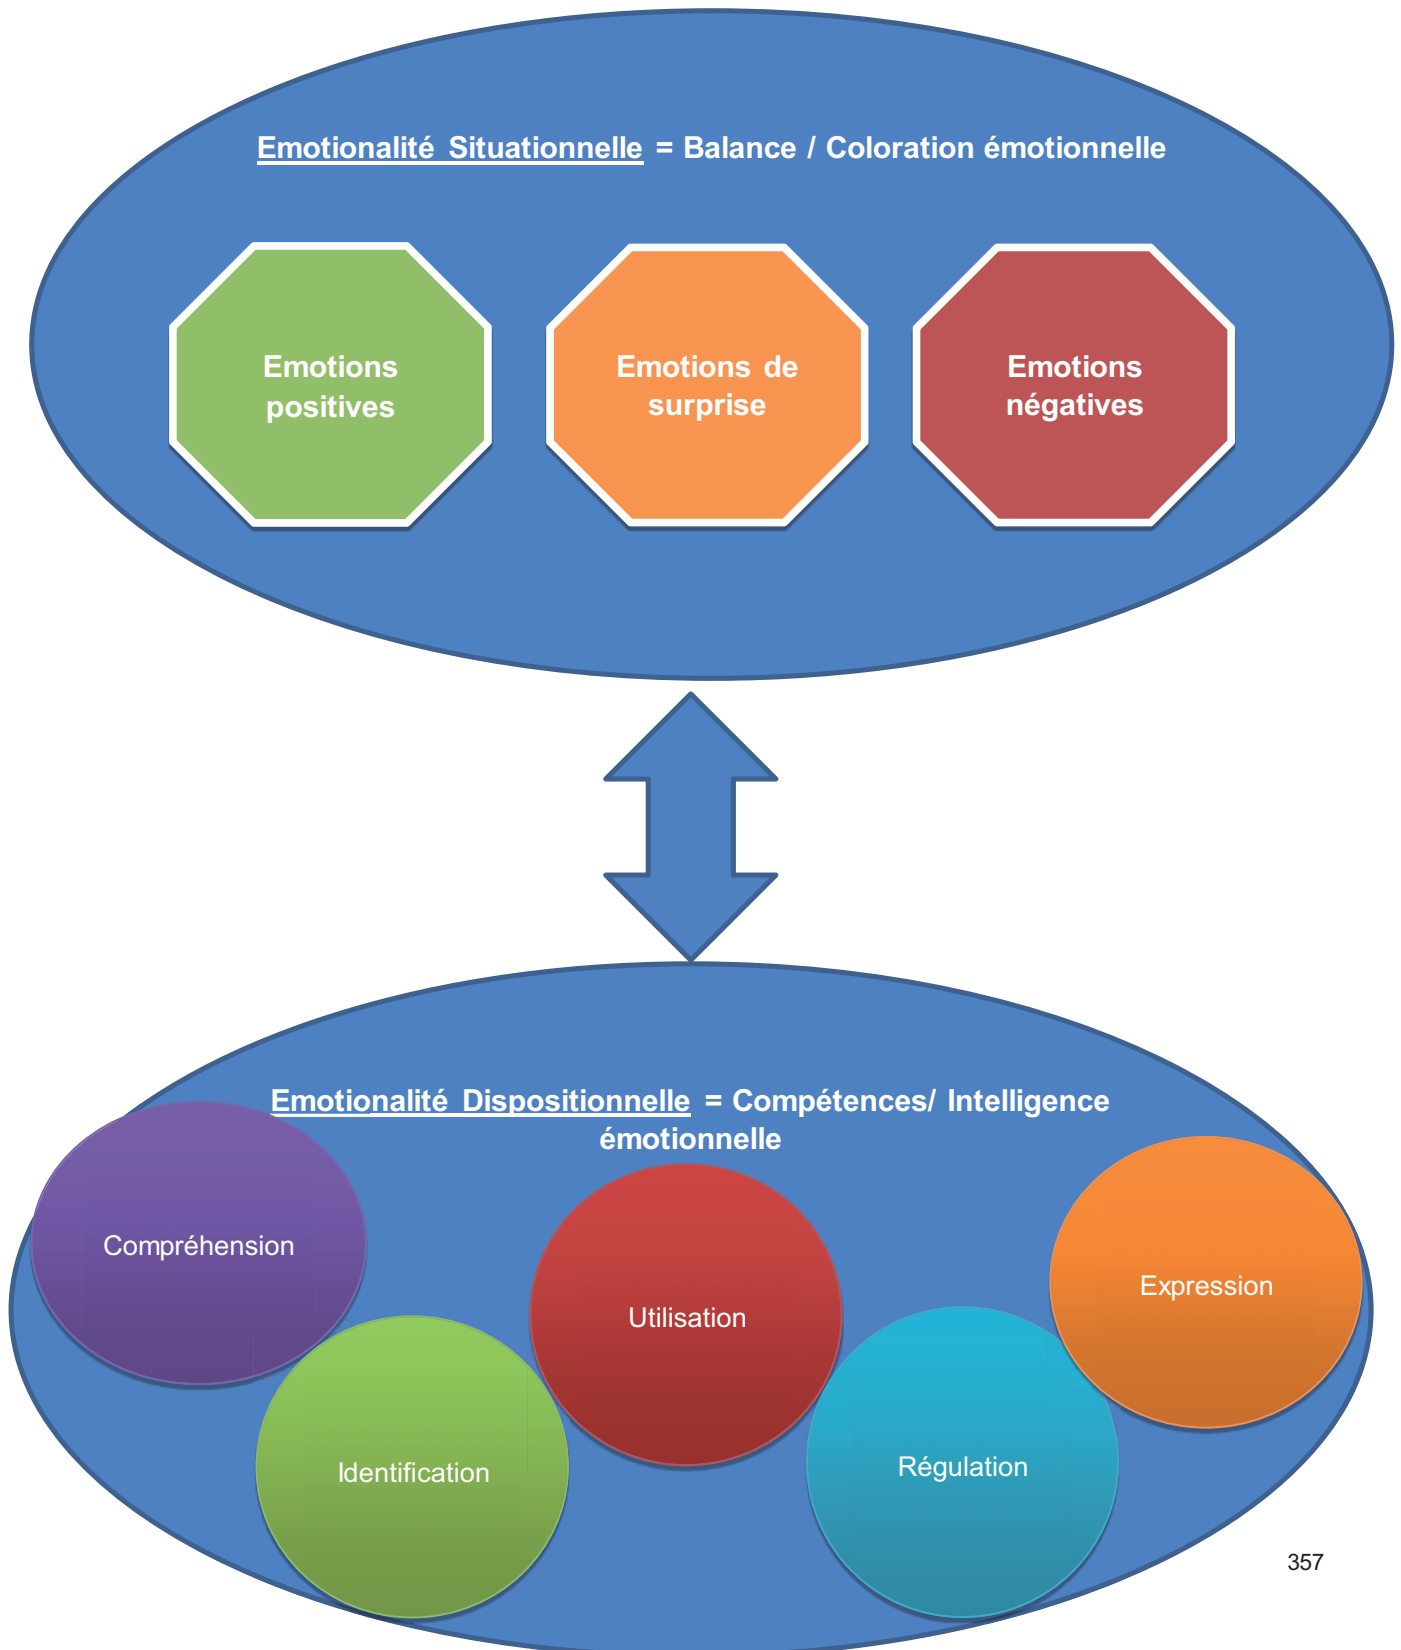 Emotionalité Situationnelle = Balance / Coloration émotionnelle
Emotions
positives
Emotions de
surprise
Emotions
négatives
Emotionalité Dispositionnelle = Compétences/ Intelligence
émotionnelle
Compréhension
Identification
Utilisation
Régulation
Expression
357